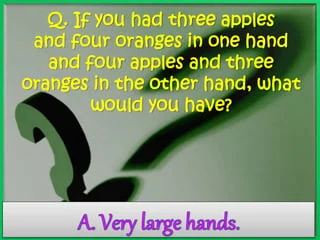 Q. If you had three apples
and four oranges in one hand
and four apples and three
oranges in the other hand, what
would you have?
A. Very large hands.